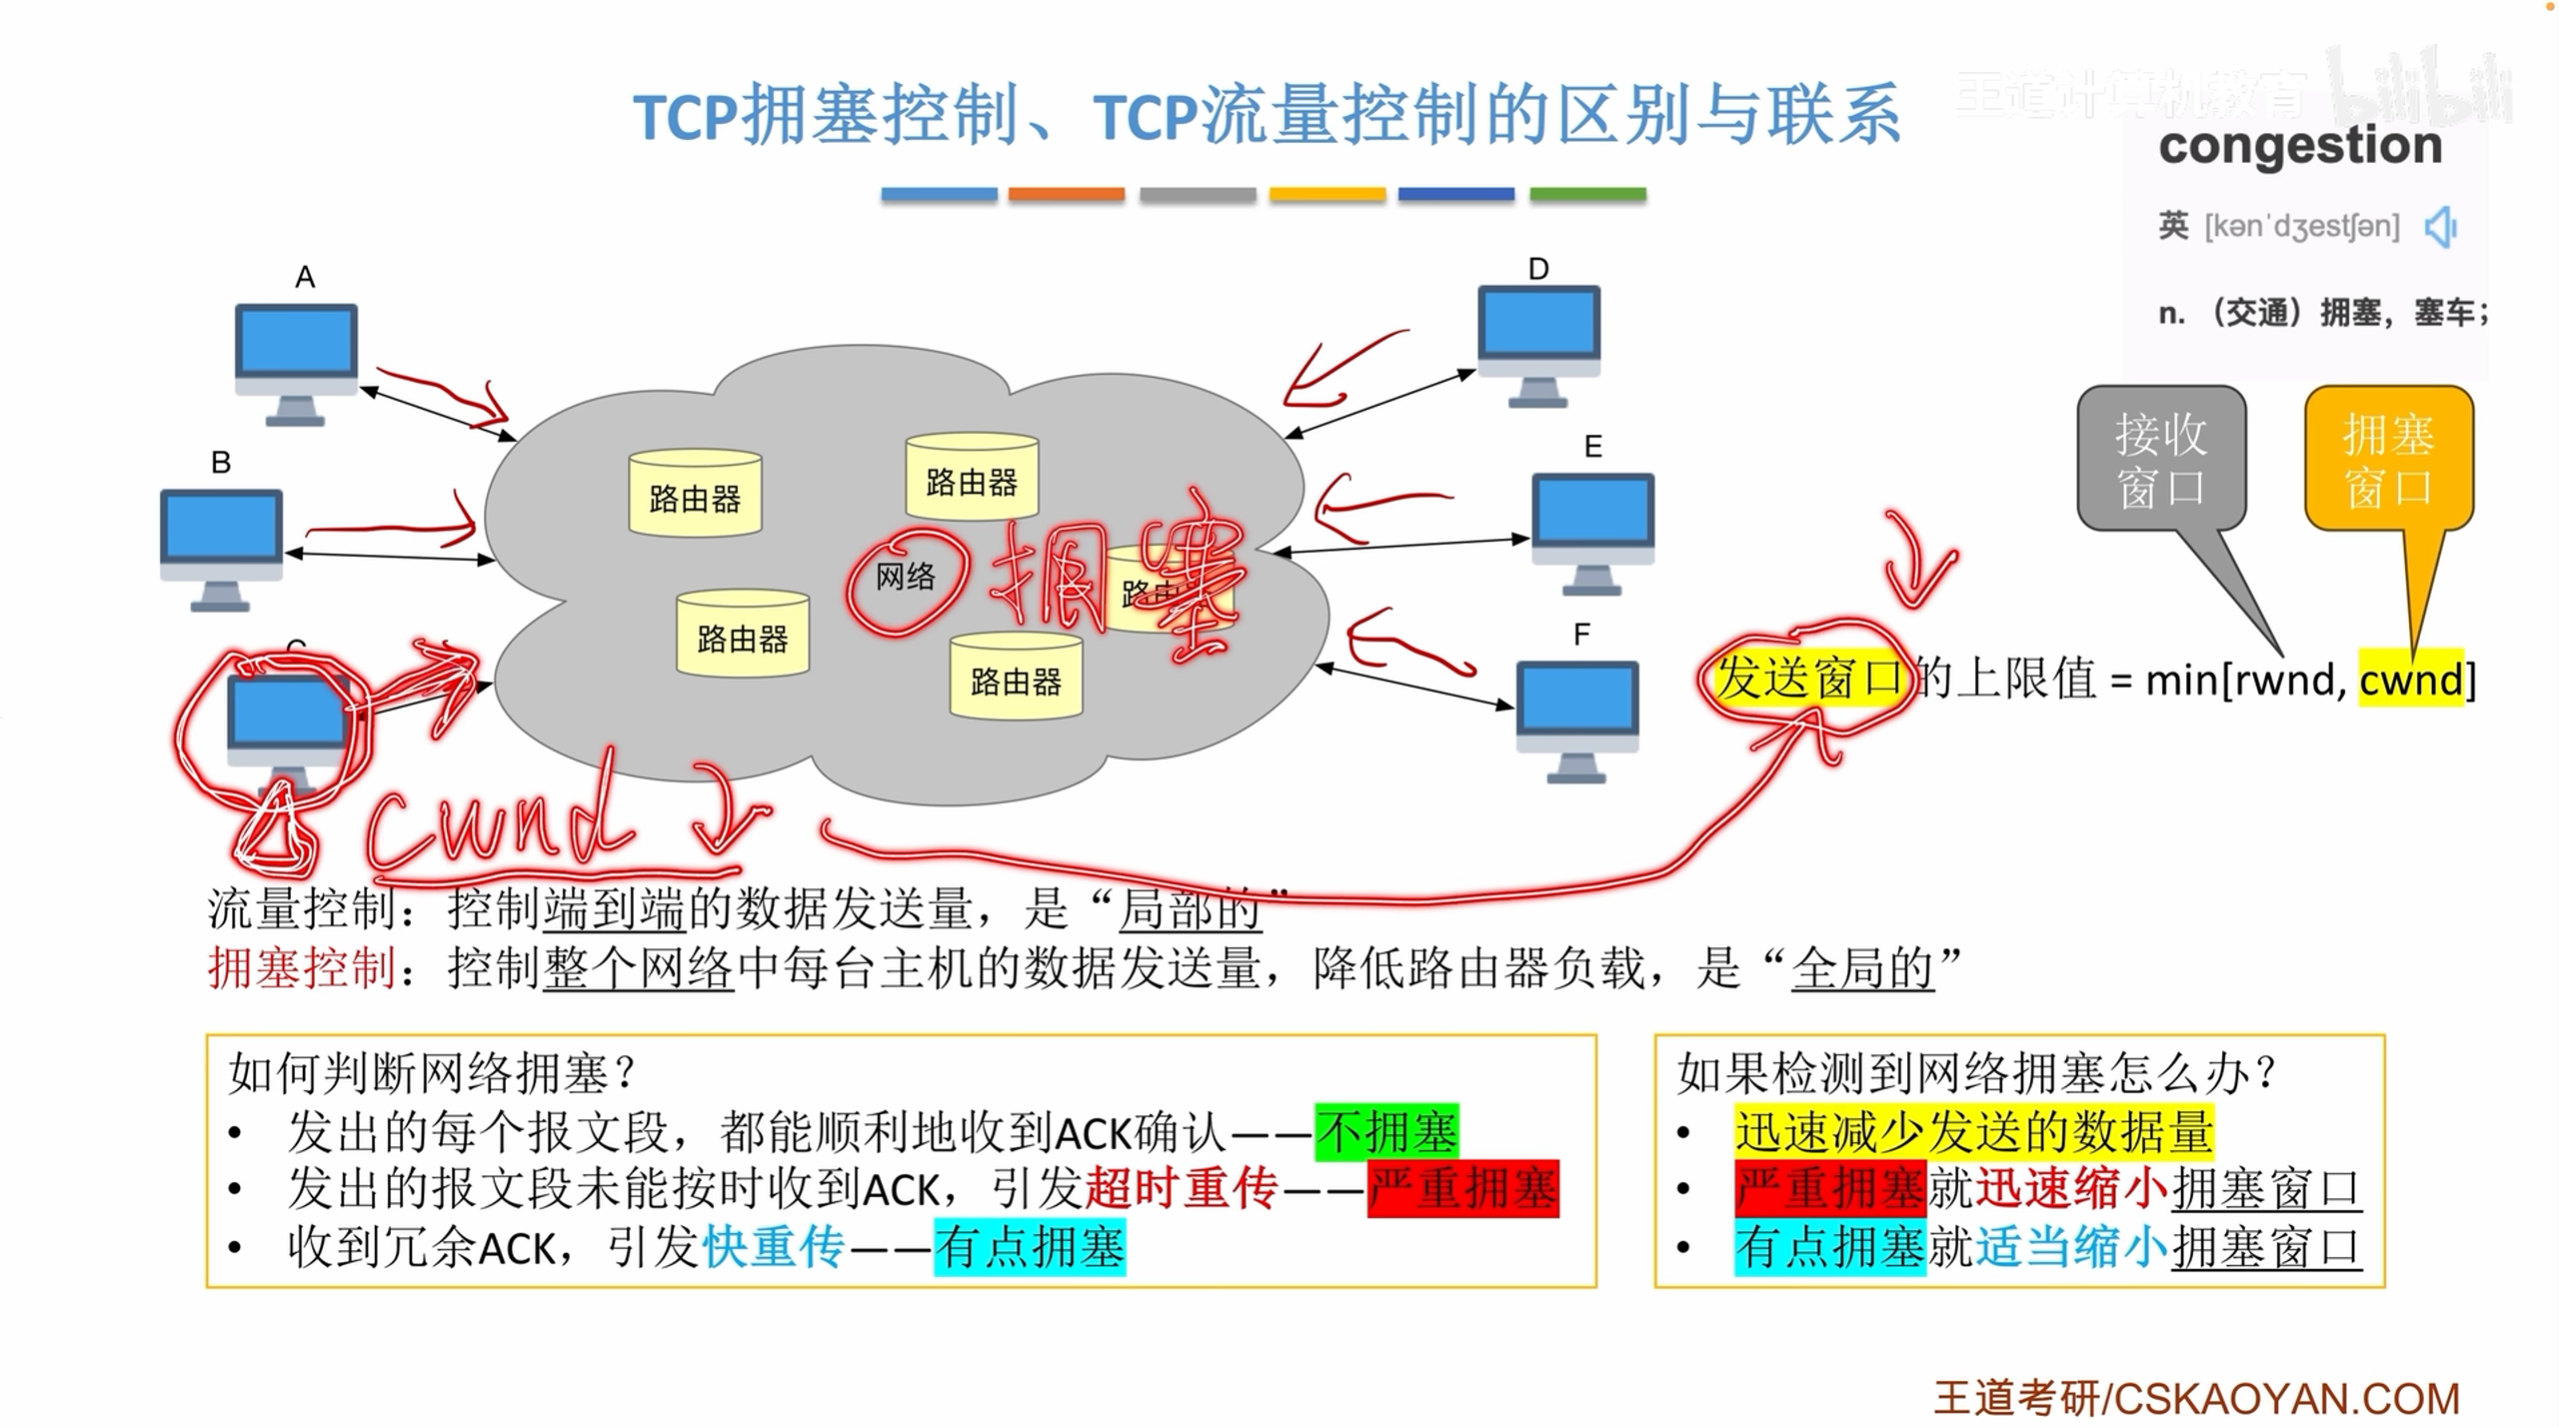 TCP拥塞控制、TCP流量控制的区别与联系
王道计算机教育 bilibili
congestion
英 [kənˈdʒestʃən]
n. （交通）拥塞，塞车；
A
B
C
D
E
F
路由器
路由器
路由器
路由器
路由
网络
拥塞
接收
窗口
拥塞
窗口
发送窗口的上限值 = min[rwnd, cwnd]
cwnd
流量控制：控制端到端的数据发送量，是“局部的”
拥塞控制：控制整个网络中每台主机的数据发送量，降低路由器负载，是“全局的”
如何判断网络拥塞？
• 发出的每个报文段，都能顺利地收到ACK确认——不拥塞
• 发出的报文段未能按时收到ACK，引发超时重传——严重拥塞
• 收到冗余ACK，引发快重传——有点拥塞
如果检测到网络拥塞怎么办？
• 迅速减少发送的数据量
• 严重拥塞就迅速缩小拥塞窗口
• 有点拥塞就适当缩小拥塞窗口
王道考研/CSKAOYAN.COM